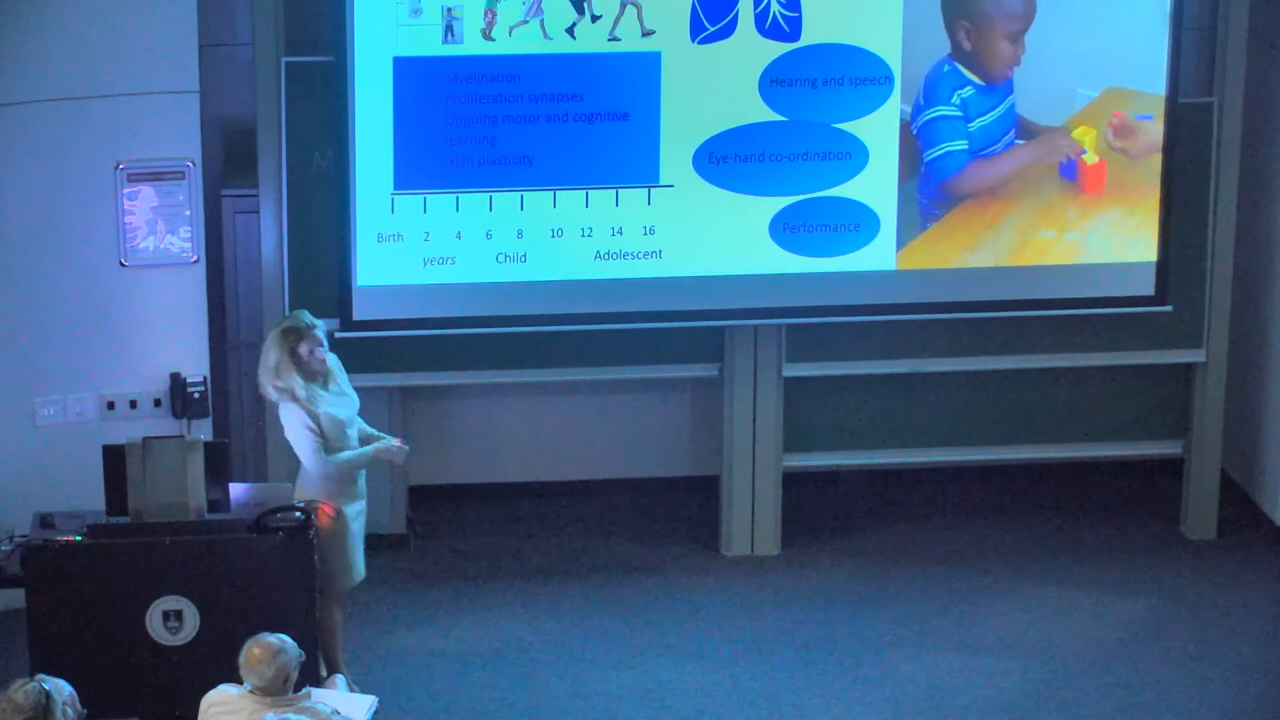 Myelination
Proliferation synapses
Ongoing motor and cognitive
learning
High plasticity
Hearing and speech
Eye-hand co-ordination
Performance
Birth 2 4 6 8 10 12 14 16
years Child Adolescent